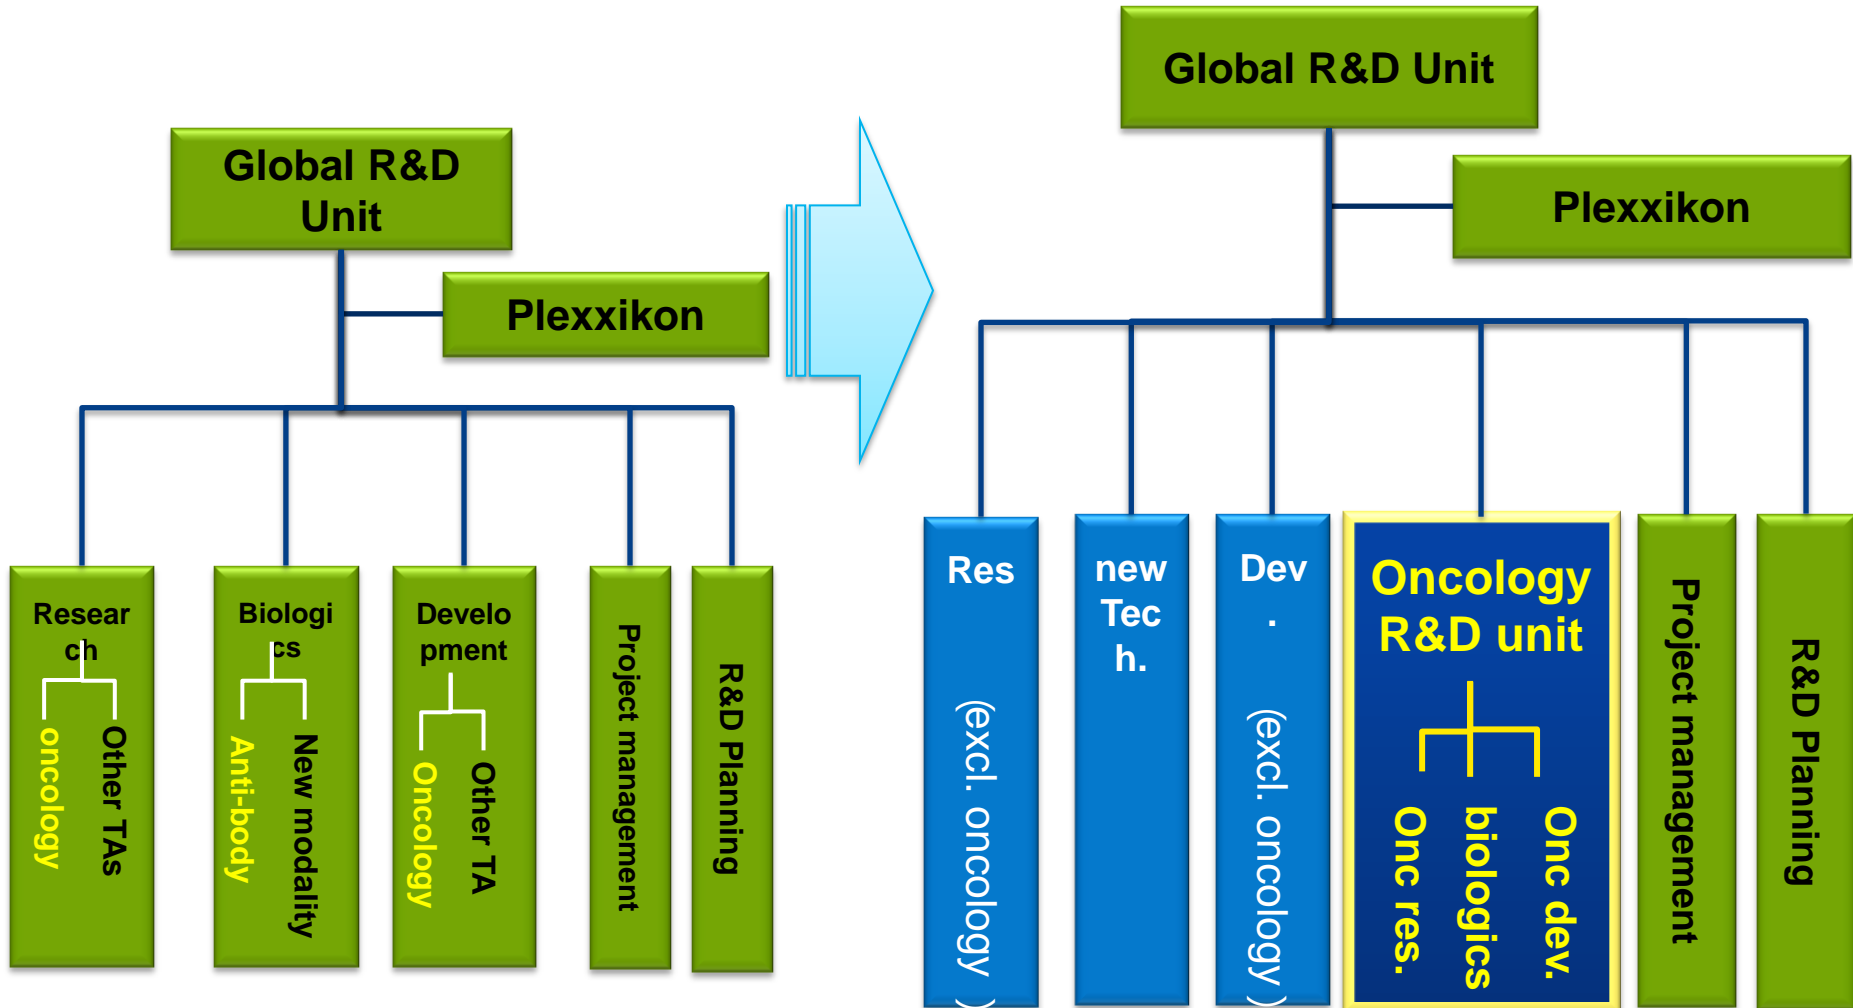 Global R&D
Unit
Plexxikon
Resear
ch
oncology
Other TAs
Biologi
cs
Anti-body
New modality
Develo
pment
Oncology
Other TA
Project management
R&D Planning
Global R&D Unit
Plexxikon
Res
(excl. oncology )
new
Tec
h.
Dev
.
(excl. oncology )
Oncology
R&D unit
Onc res.
biologics
Onc dev.
Project management
R&D Planning